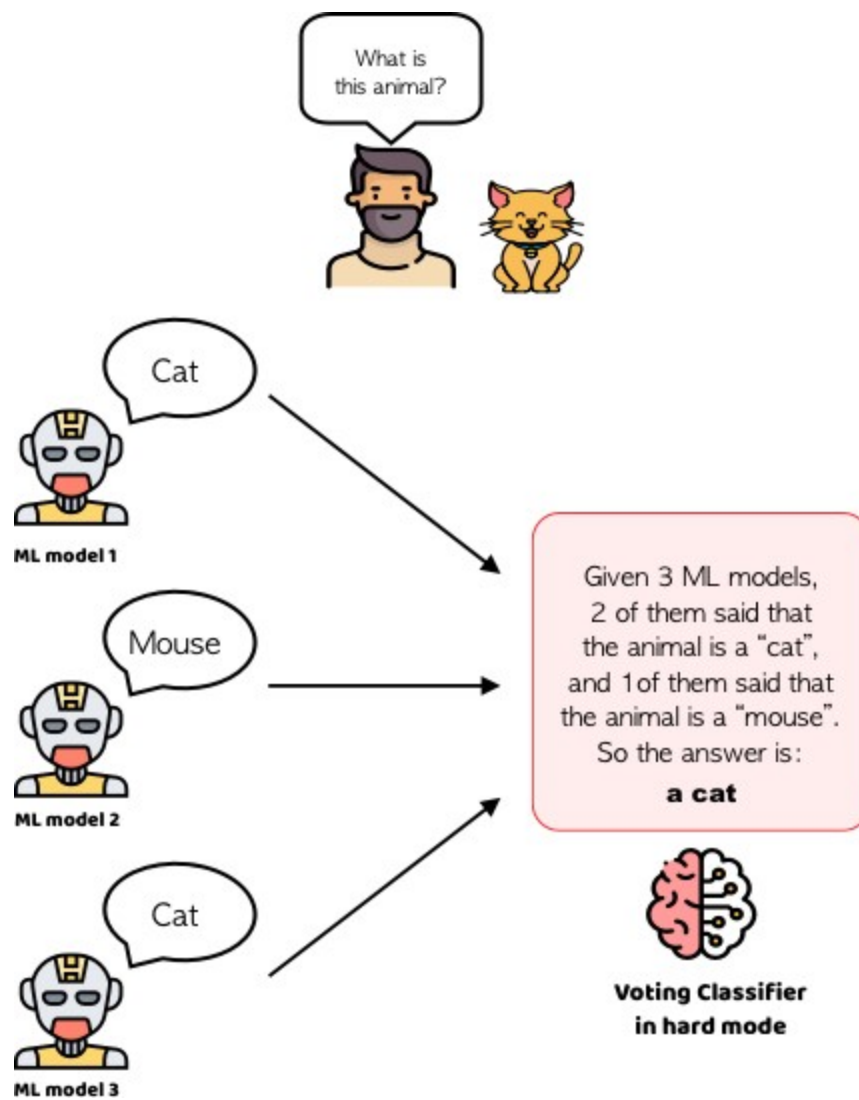 What is
this animal?
Cat
ML model 1
Mouse
ML model 2
Cat
ML model 3
Given 3 ML models,
2 of them said that
the animal is a “cat”,
and 1of them said that
the animal is a “mouse”.
So the answer is:
a cat
Voting Classifier
in hard mode